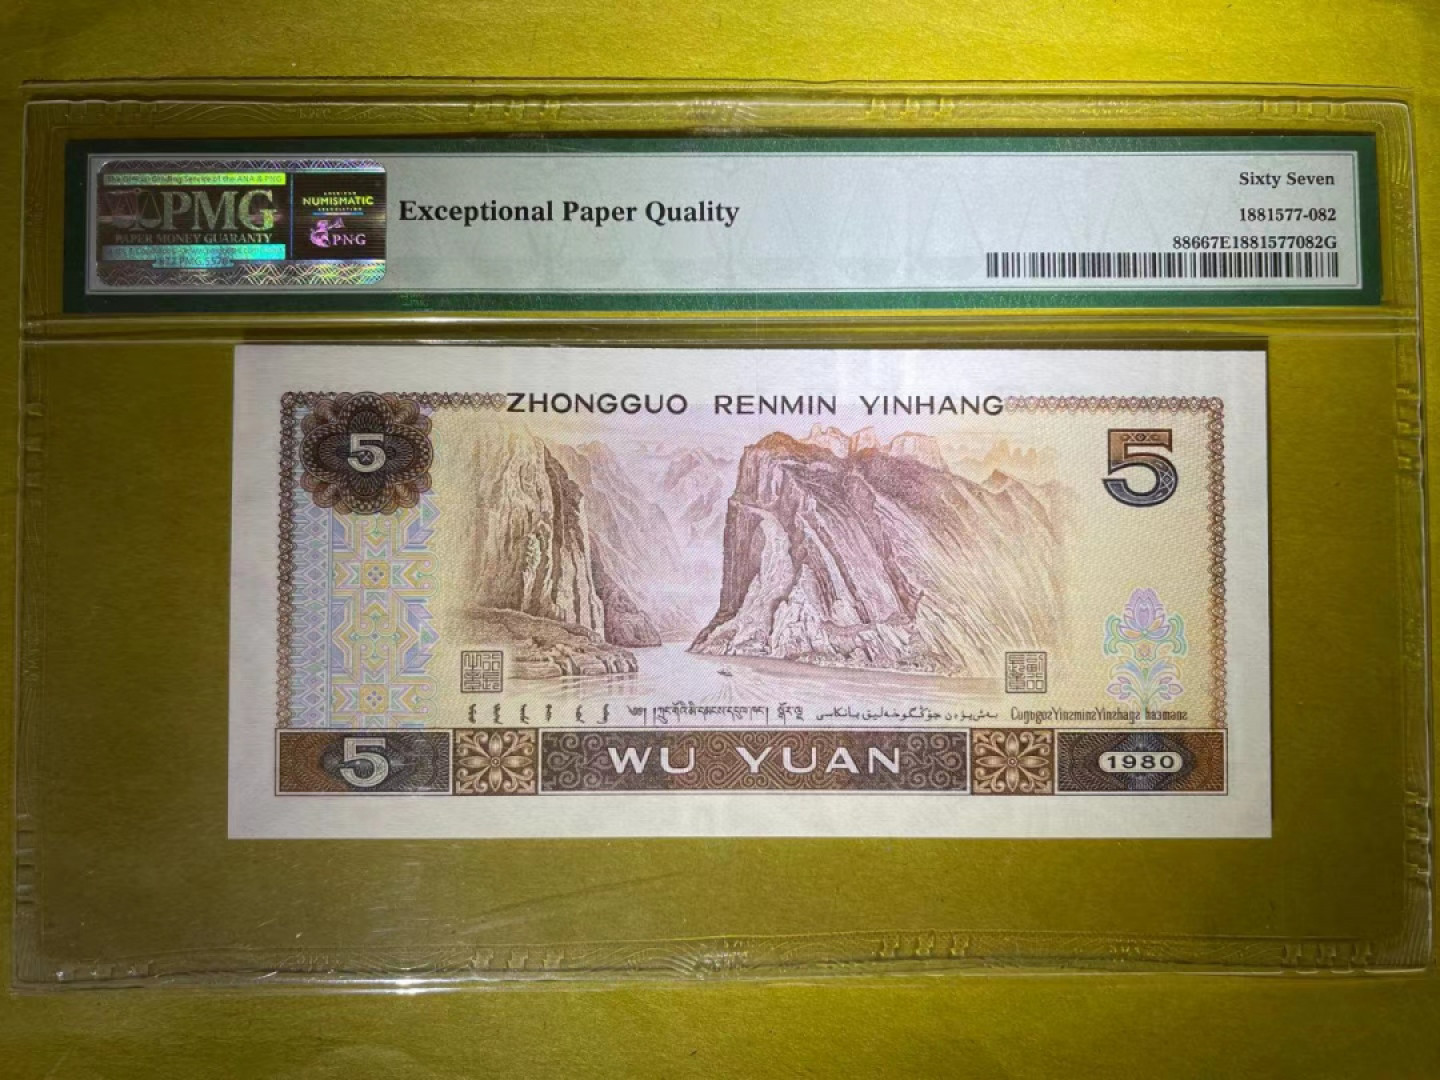 PMG
PAPER MONEY GUARANTY
NUMISMATIC
PNG
Exceptional Paper Quality
Sixty Seven
1881577-082
88667E1881577082G
ZHONGGUO RENMIN YINHANG
5
5
5
WU YUAN
1980